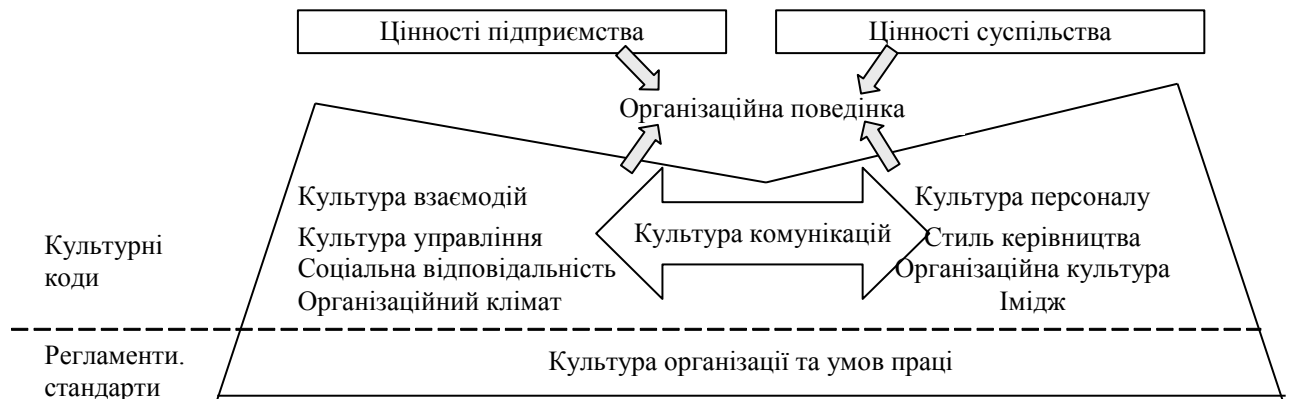 Цінності підприємства
Цінності суспільства
Організаційна поведінка
Культура взаємодій
Культура управління
Соціальна відповідальність
Організаційний клімат
Культура комунікацій
Культура персоналу
Стиль керівництва
Організаційна культура
Імідж
Культурні
коди
Регламенти.
стандарти
Культура організації та умов праці